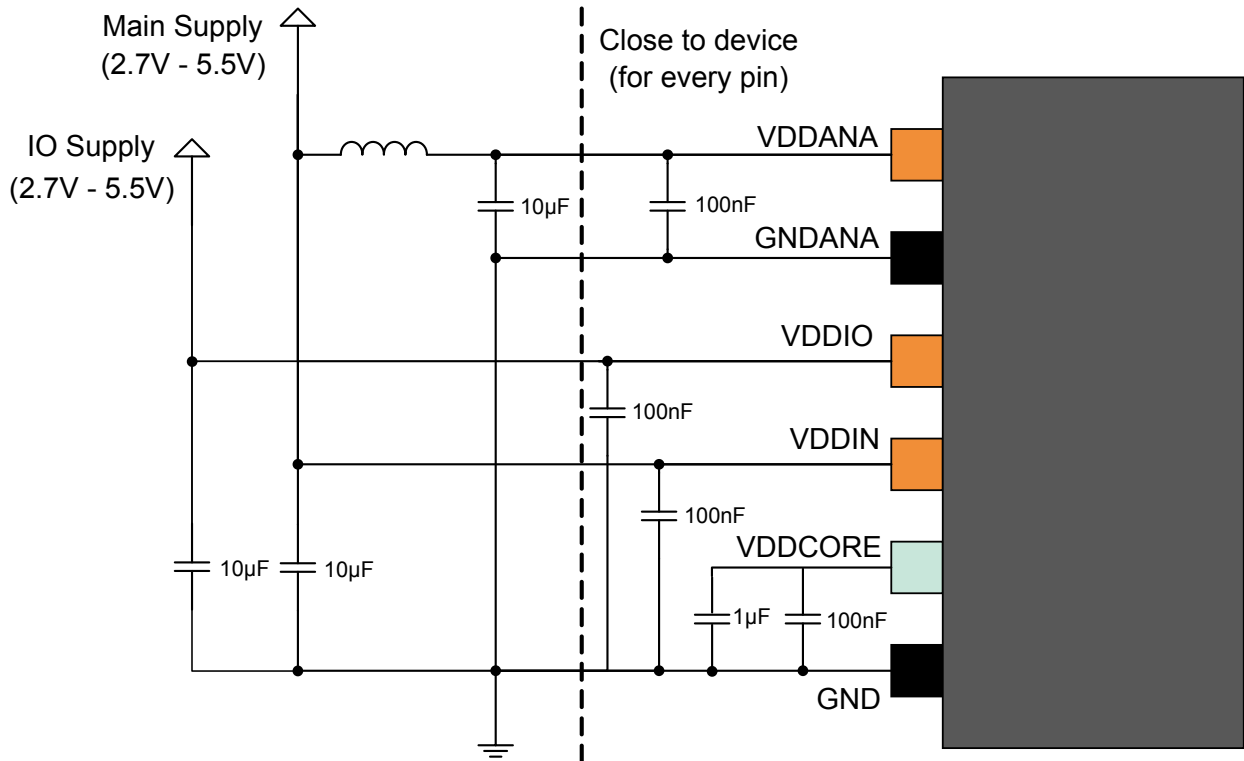 Main Supply
(2.7V - 5.5V)
Close to device
(for every pin)
IO Supply
(2.7V - 5.5V)
VDDANA
10µF
100nF
GNDANA
VDDIO
100nF
VDDIN
100nF
VDDCORE
10µF
10µF
1µF
100nF
GND